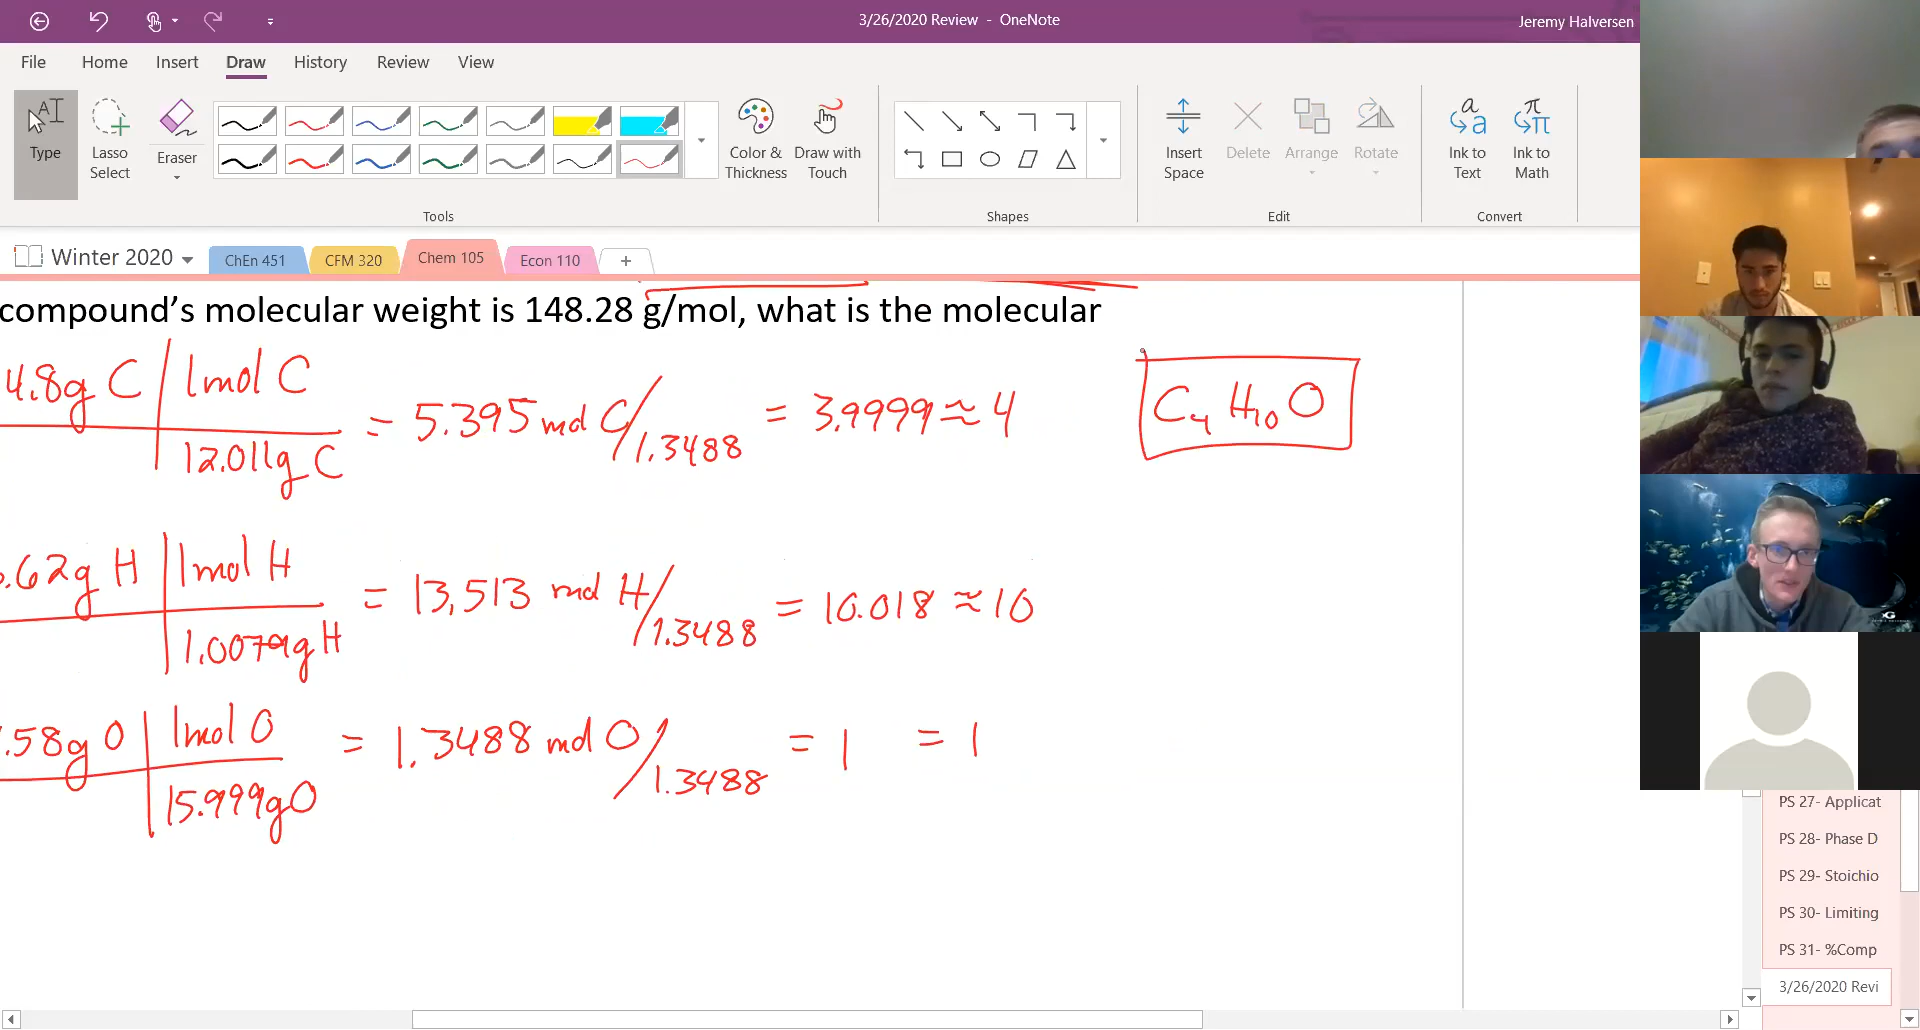 3/26/2020 Review - OneNote
Jeremy Halversen
File Home Insert Draw History Review View
Type
Lasso Select
Eraser
Color & Thickness
Draw with Touch
Insert Space
Delete
Arrange
Rotate
Ink to Text
Ink to Math
Tools
Shapes
Edit
Convert
Winter 2020
ChEn 451
CFM 320
Chem 105
Econ 110
compound's molecular weight is 148.28 g/mol, what is the molecular
4.8g C | 1mol C
12.011g C
= 5.395 mol C/1.3488 = 3.9999 ≈ 4
C4 H10 O
.62g H | 1mol H
1.0079g H
= 13,513 mol H/1.3488 = 10.018 ≈ 10
.58g O | 1mol O
15.999g O
= 1.3488 mol O/1.3488 = 1 = 1
PS 27- Applicat
PS 28- Phase D
PS 29- Stoichio
PS 30- Limiting
PS 31- %Comp
3/26/2020 Revi